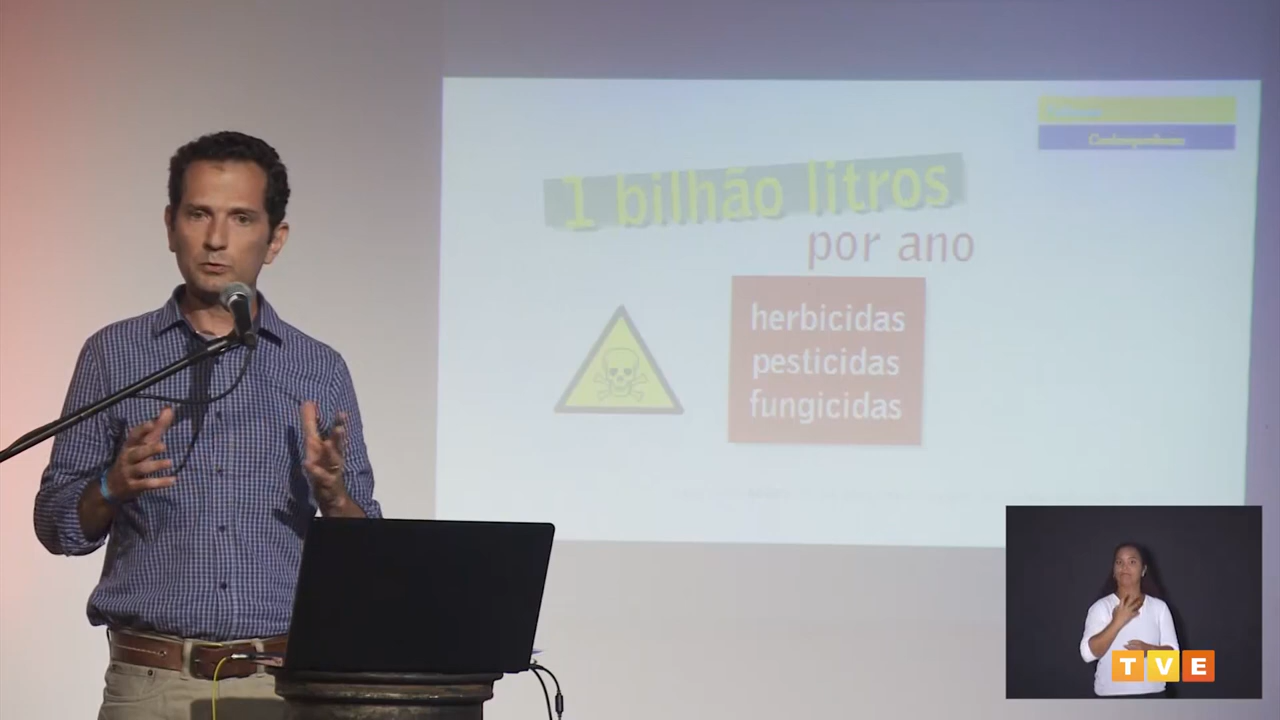 1 bilhão litros
por ano
herbicidas
pesticidas
fungicidas
TVE